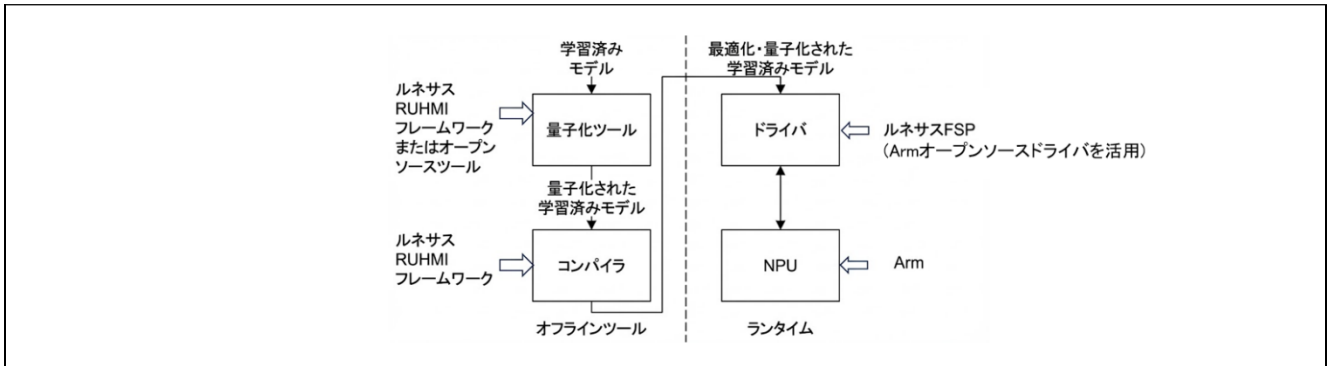 学習済み
モデル
ルネサス
RUHMI
フレームワーク
またはオープン
ソースツール
量子化ツール
量子化された
学習済みモデル
ルネサス
RUHMI
フレームワーク
コンパイラ
オフラインツール
最適化・量子化された
学習済みモデル
ドライバ
ルネサスFSP
(Armオープンソースドライバを活用)
NPU
Arm
ランタイム